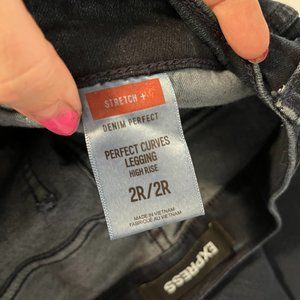 STRETCH +
DENIM PERFECT
PERFECT CURVES
LEGGING
HIGH RISE
2R/2R
MADE IN VIETNAM
FABRIQUÉ AU VIETNAM
EXPRESS